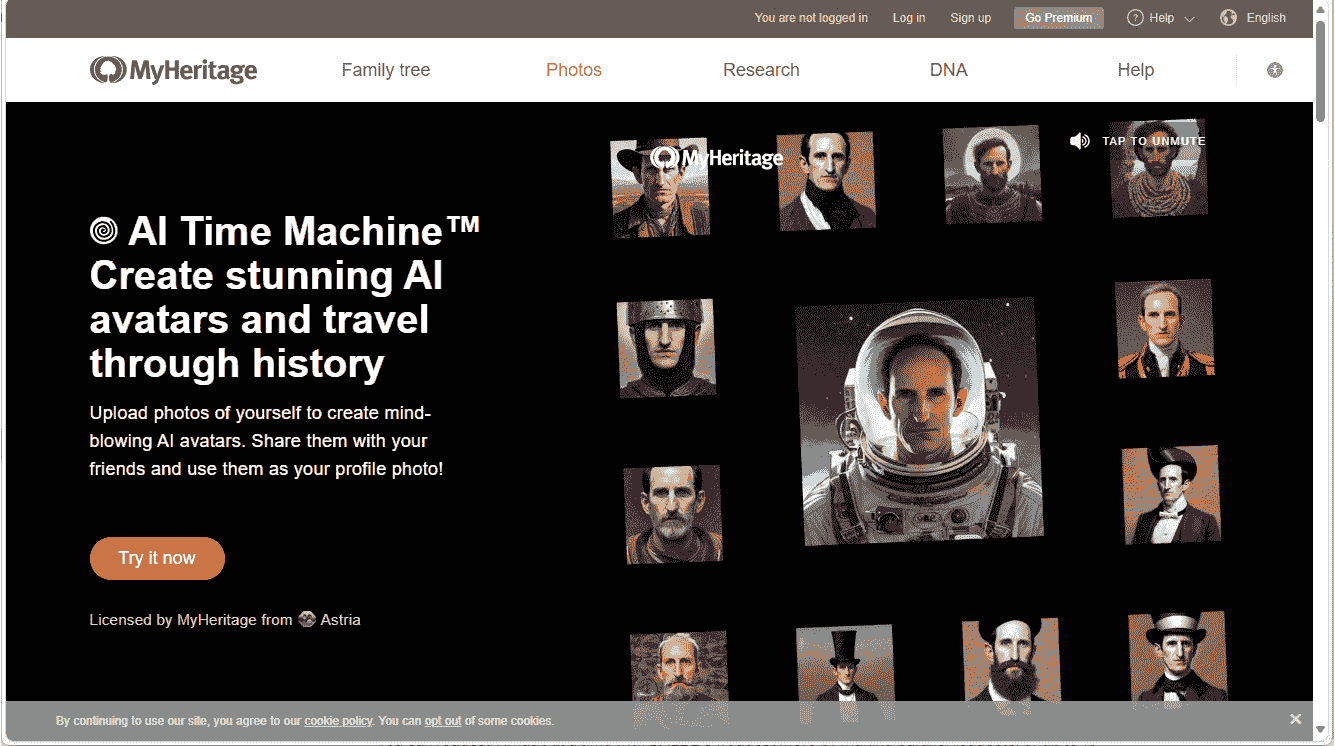 You are not logged in Log in Sign up Go Premium ? Help English
MyHeritage Family tree Photos Research DNA Help
MyHeritage
TAP TO UNMUTE
AI Time Machine™
Create stunning AI
avatars and travel
through history
Upload photos of yourself to create mind-
blowing AI avatars. Share them with your
friends and use them as your profile photo!
Try it now
Licensed by MyHeritage from Astria
By continuing to use our site, you agree to our cookie policy. You can opt out of some cookies.